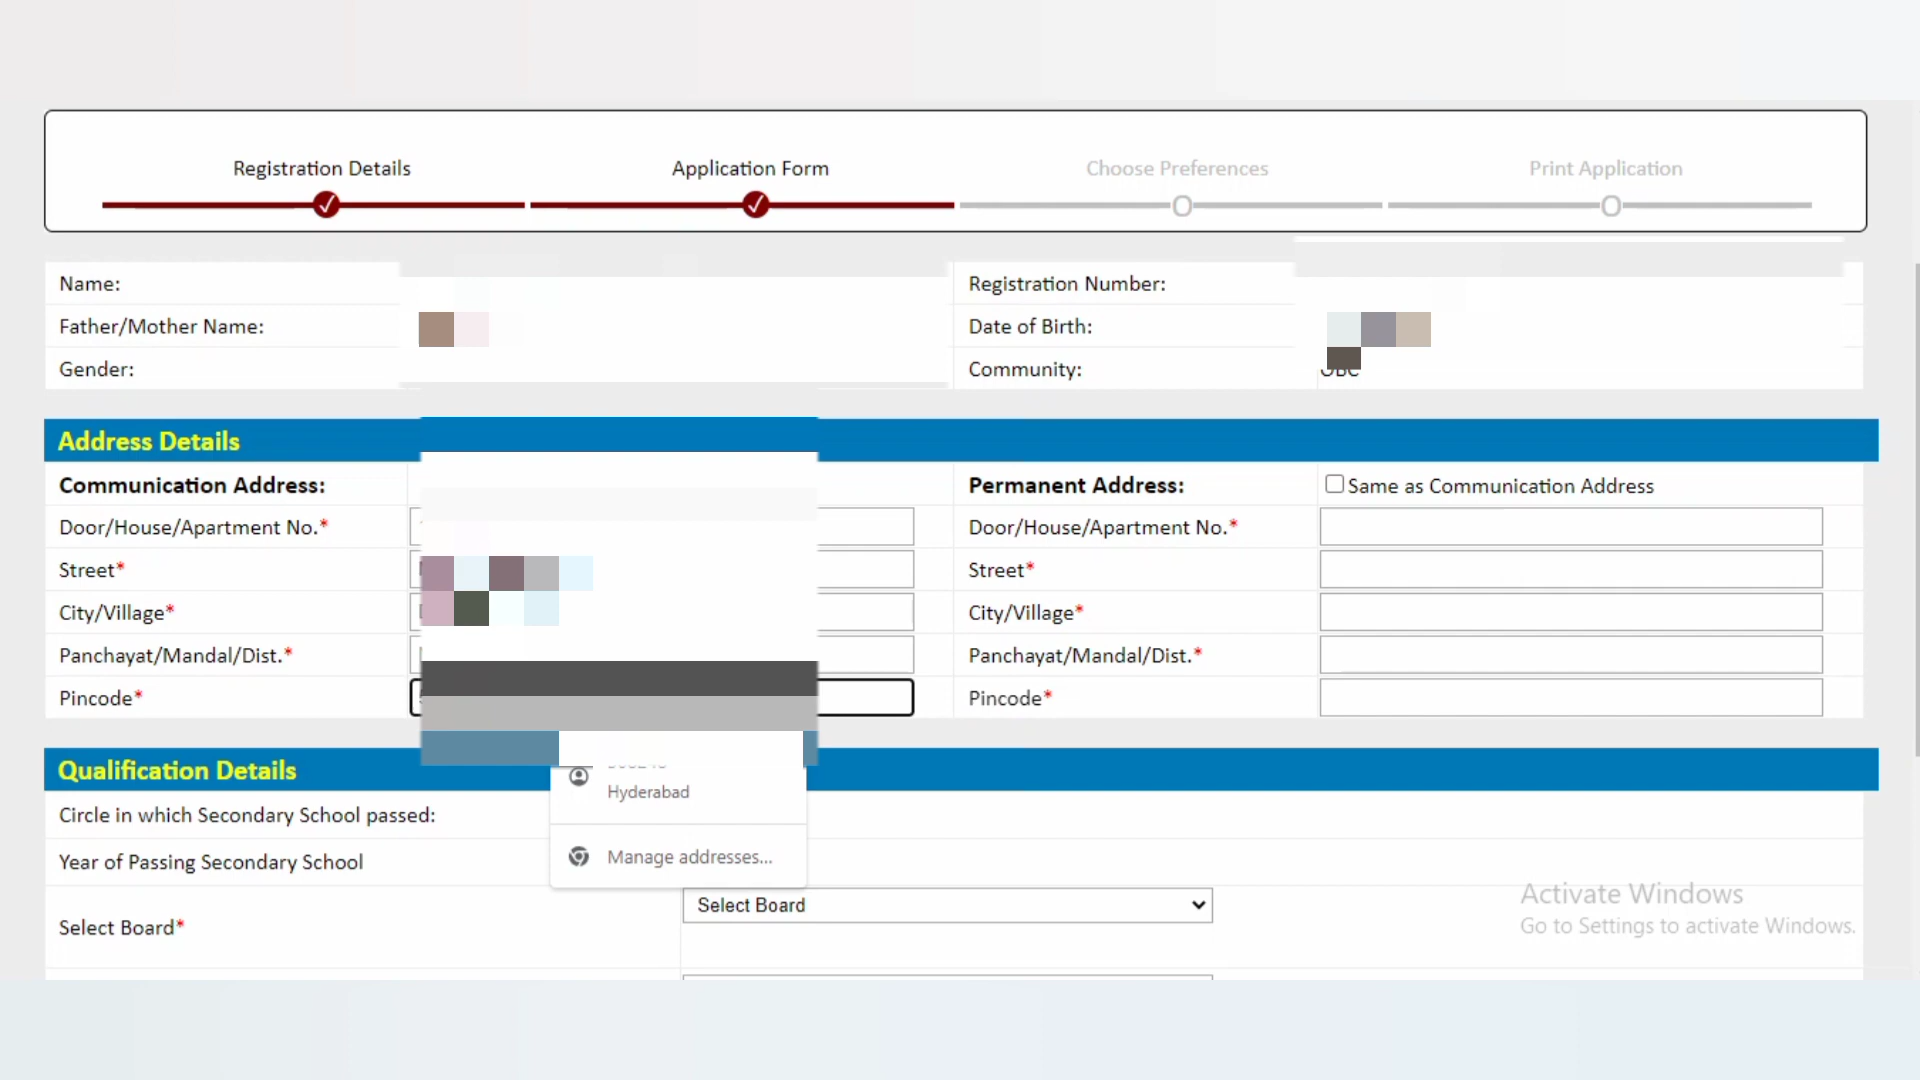 Registration Details Application Form Choose Preferences Print Application
Name: Registration Number:
Father/Mother Name: Date of Birth:
Gender: Community: OBC
Address Details
Communication Address: Permanent Address: Same as Communication Address
Door/House/Apartment No.* Door/House/Apartment No.*
Street* Street*
City/Village* City/Village*
Panchayat/Mandal/Dist.* Panchayat/Mandal/Dist.*
Pincode* Pincode*
Qualification Details
Hyderabad
Circle in which Secondary School passed:
Manage addresses...
Year of Passing Secondary School
Select Board
Select Board*
Activate Windows
Go to Settings to activate Windows.